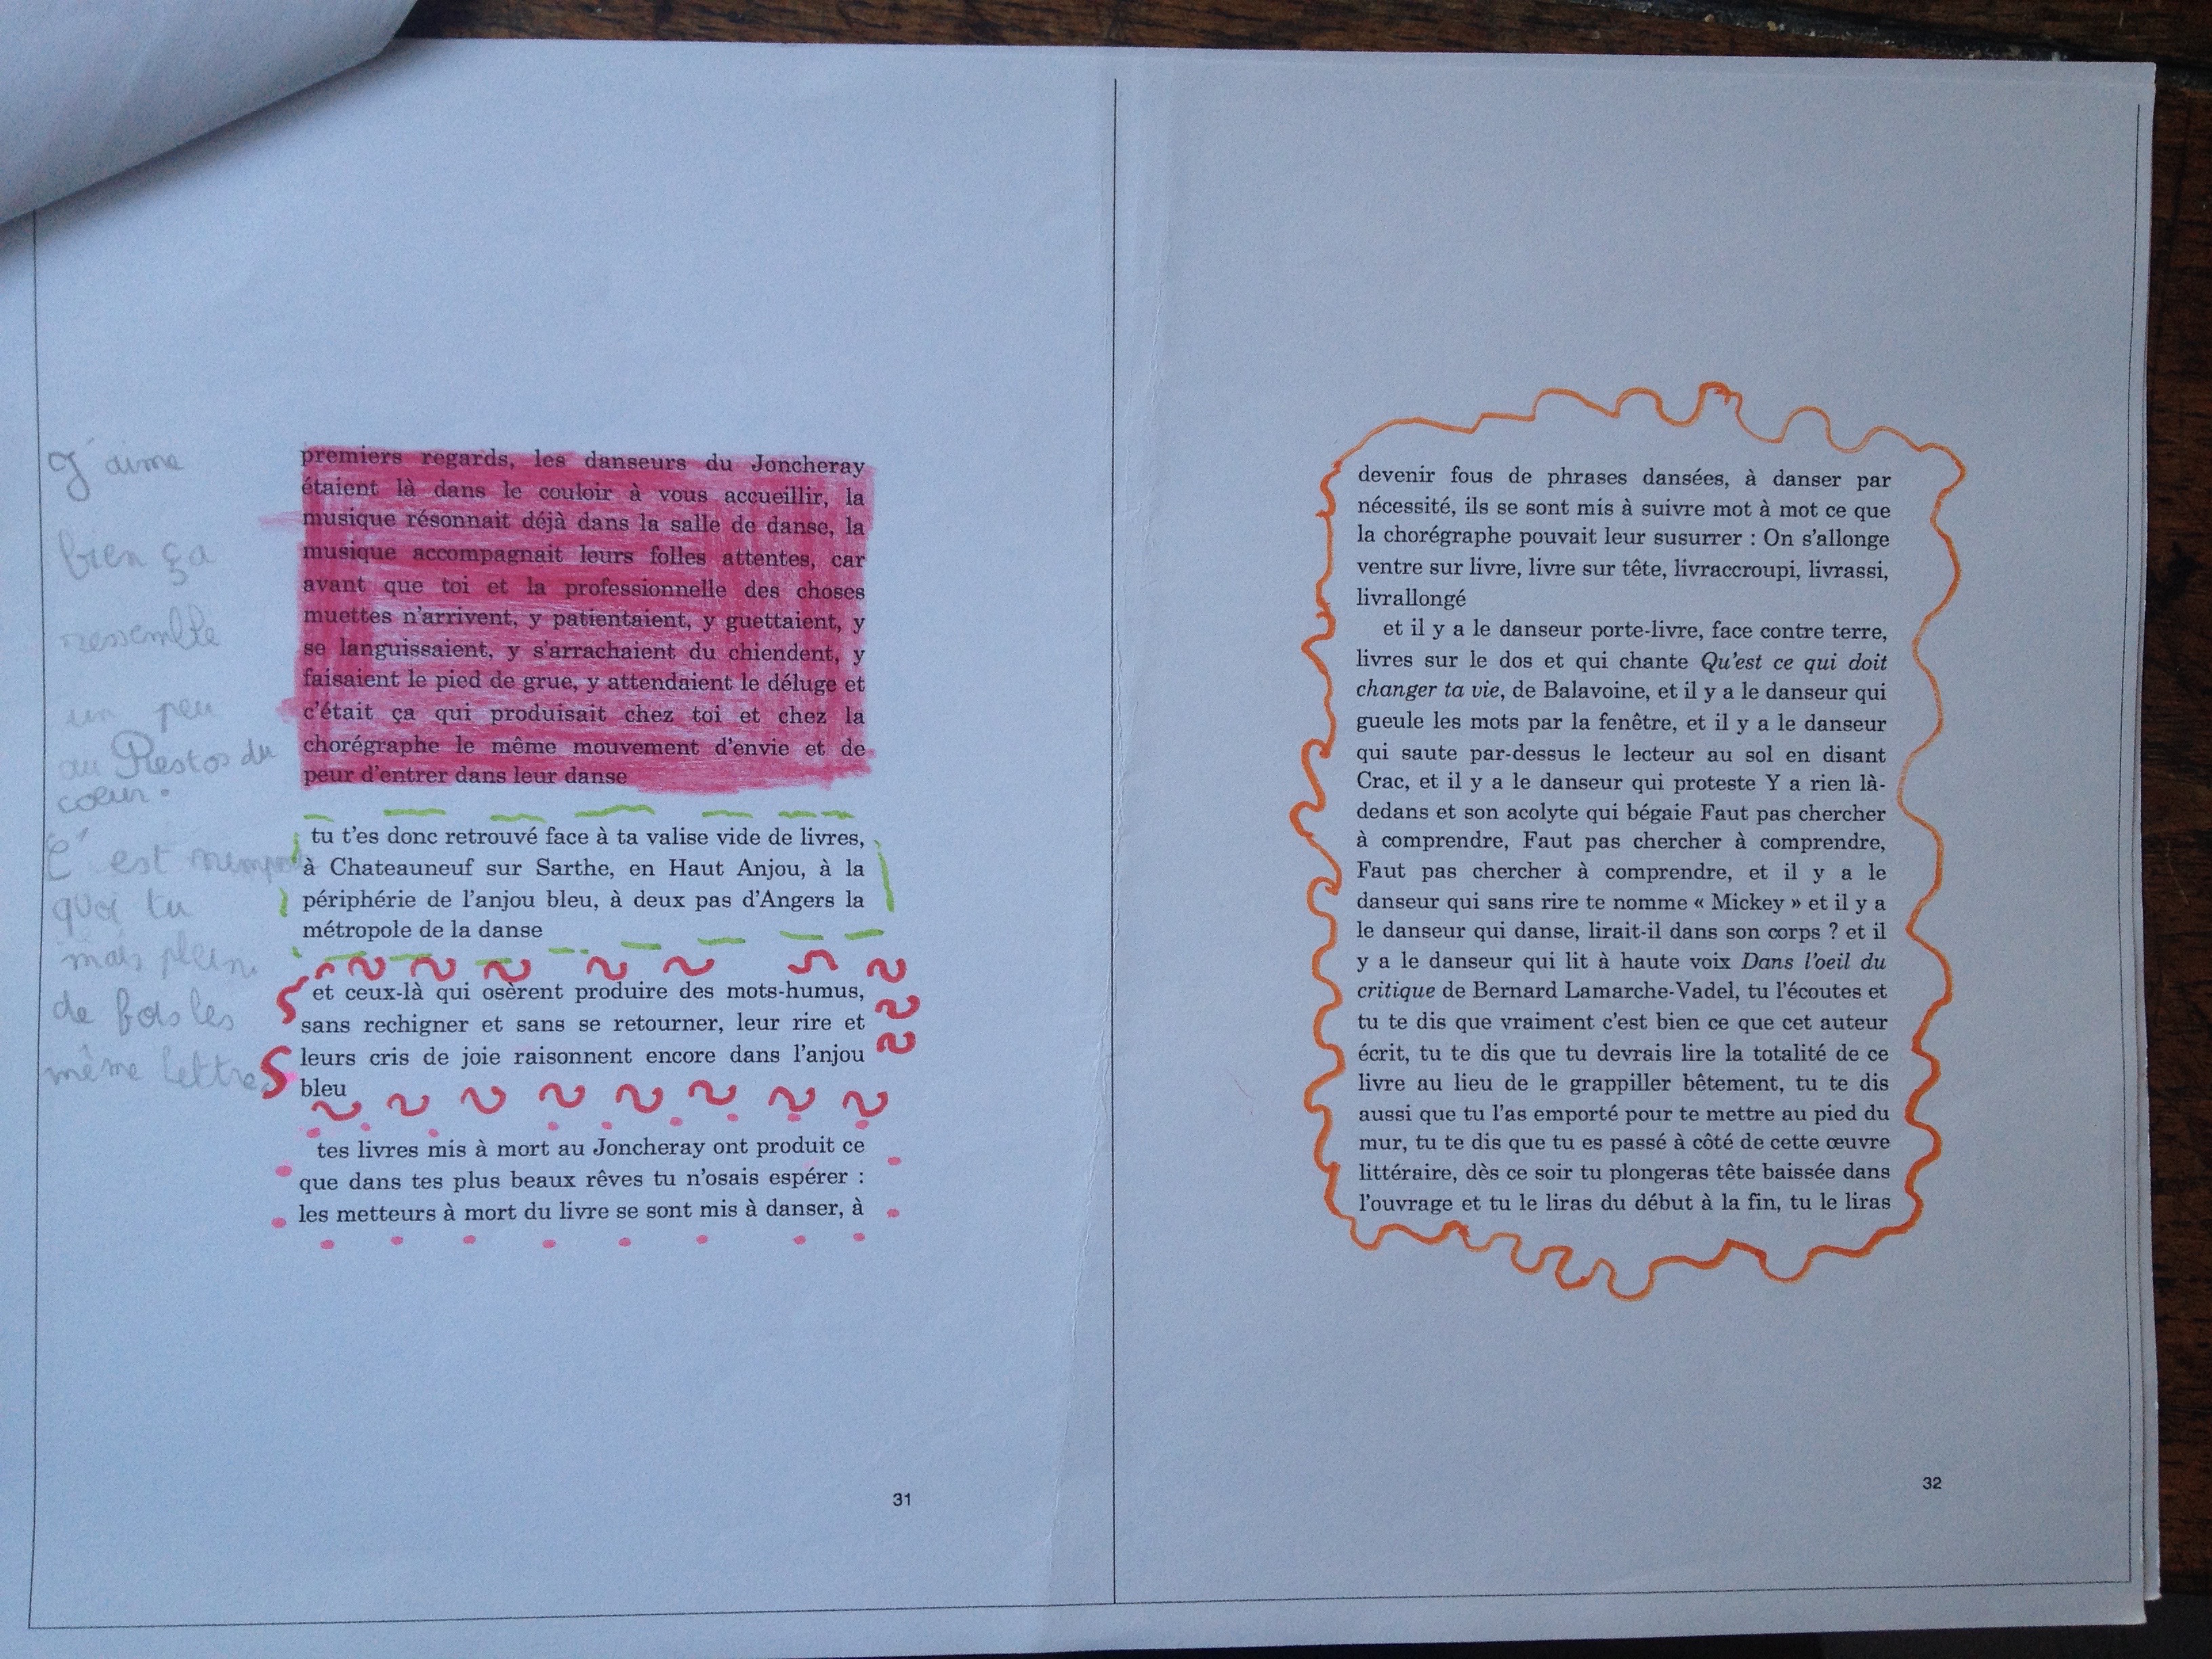 J'aime
bien ça
ressemble
un peu
au Restos du
cœur.
C'est
quoi tu
mais plein
de fois les
même lettre
premiers regards, les danseurs du Joncheray
étaient là dans le couloir à vous accueillir, la
musique résonnait déjà dans la salle de danse, la
musique accompagnait leurs folles attentes, car
avant que toi et la professionnelle des choses
muettes n'arrivent, y patientaient, y guettaient, y
se languissaient, y s'arrachaient du chiendent, y
faisaient le pied de grue, y attendaient le déluge et
c'était ça qui produisait chez toi et chez la
chorégraphe le même mouvement d'envie et de
peur d'entrer dans leur danse
tu t'es donc retrouvé face à ta valise vide de livres,
à Chateauneuf sur Sarthe, en Haut Anjou, à la
périphérie de l'anjou bleu, à deux pas d'Angers la
métropole de la danse
et ceux-là qui osèrent produire des mots-humus,
sans rechigner et sans se retourner, leur rire et
leurs cris de joie raisonnent encore dans l'anjou
bleu
tes livres mis à mort au Joncheray ont produit ce
que dans tes plus beaux rêves tu n'osais espérer :
les metteurs à mort du livre se sont mis à danser, à
31
devenir fous de phrases dansées, à danser par
nécessité, ils se sont mis à suivre mot à mot ce que
la chorégraphe pouvait leur susurrer : On s'allonge
ventre sur livre, livre sur tête, livraccroupi, livrassi,
livrallongé
et il y a le danseur porte-livre, face contre terre,
livres sur le dos et qui chante Qu'est ce qui doit
changer ta vie, de Balavoine, et il y a le danseur qui
gueule les mots par la fenêtre, et il y a le danseur
qui saute par-dessus le lecteur au sol en disant
Crac, et il y a le danseur qui proteste Y a rien là-
dedans et son acolyte qui bégaie Faut pas chercher
à comprendre, Faut pas chercher à comprendre,
Faut pas chercher à comprendre, et il y a le
danseur qui sans rire te nomme « Mickey » et il y a
le danseur qui danse, lirait-il dans son corps ? et il
y a le danseur qui lit à haute voix Dans l'oeil du
critique de Bernard Lamarche-Vadel, tu l'écoutes et
tu te dis que vraiment c'est bien ce que cet auteur
écrit, tu te dis que tu devrais lire la totalité de ce
livre au lieu de le grappiller bêtement, tu te dis
aussi que tu l'as emporté pour te mettre au pied du
mur, tu te dis que tu es passé à côté de cette œuvre
littéraire, dès ce soir tu plongeras tête baissée dans
l'ouvrage et tu le liras du début à la fin, tu le liras
32